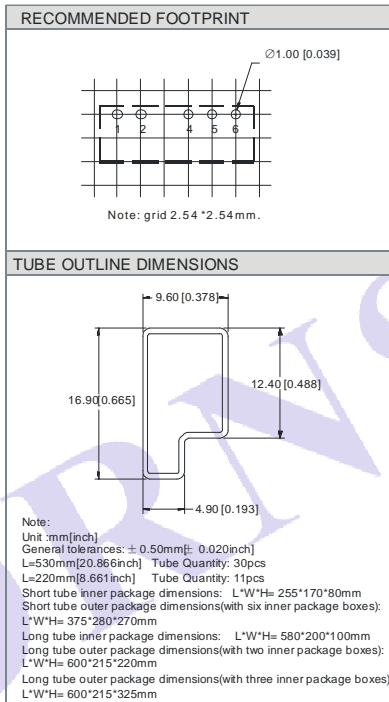 RECOMMENDED FOOTPRINT
∅1.00 [0.039]
1 2 4 5 6
Note: grid 2.54 *2.54mm.
TUBE OUTLINE DIMENSIONS
9.60 [0.378]
12.40 [0.488]
16.90[0.665]
4.90 [0.193]
Note:
Unit :mm[inch]
General tolerances: ± 0.50mm[± 0.020inch]
L=530mm[20.866inch] Tube Quantity: 30pcs
L=220mm[8.661inch] Tube Quantity: 11pcs
Short tube inner package dimensions: L*W*H= 255*170*80mm
Short tube outer package dimensions(with six inner package boxes):
L*W*H= 375*280*270mm
Long tube inner package dimensions: L*W*H= 580*200*100mm
Long tube outer package dimensions(with two inner package boxes):
L*W*H= 600*215*220mm
Long tube outer package dimensions(with three inner package boxes)
L*W*H= 600*215*325mm